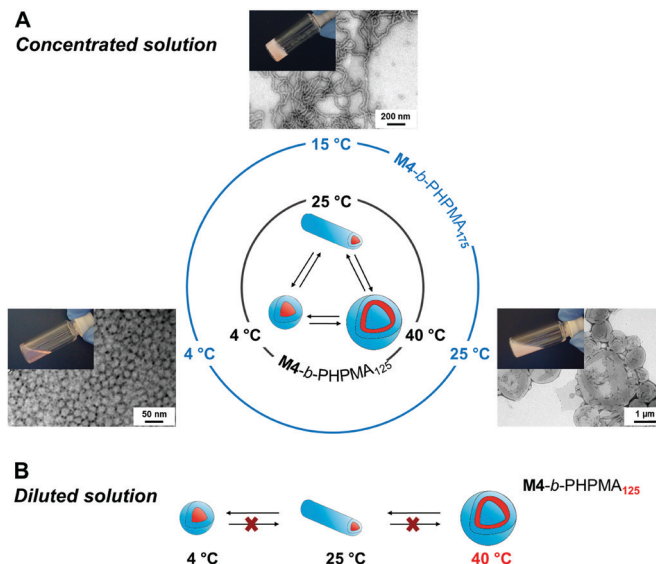 A
Concentrated solution
200 nm
15 °C
M4-b-PHPMA175
25 °C
4 °C
40 °C
M4-b-PHPMA125
4 °C
25 °C
50 nm
1 µm
B
Diluted solution
M4-b-PHPMA125
4 °C
25 °C
40 °C